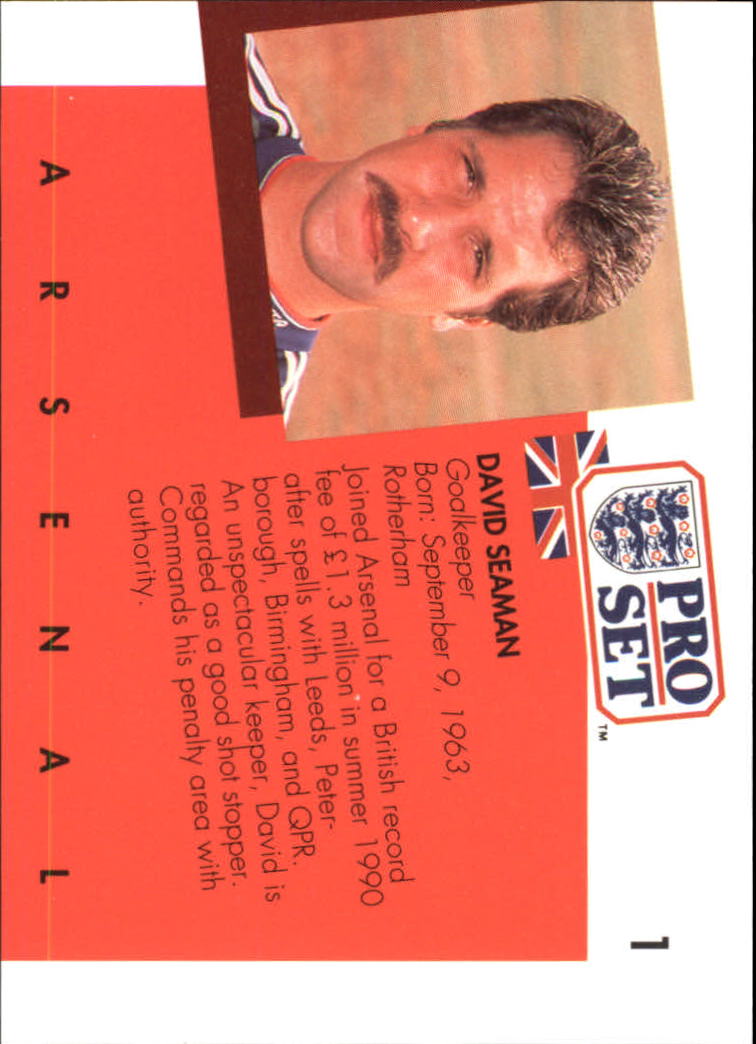 1
PRO
SET
™
DAVID SEAMAN
Goalkeeper
Born: September 9, 1963,
Rotherham
Joined Arsenal for a British record
fee of £1.3 million in summer 1990
after spells with Leeds, Peter-
borough, Birmingham, and QPR.
An unspectacular keeper, David is
regarded as a good shot stopper.
Commands his penalty area with
authority.
ARSENAL